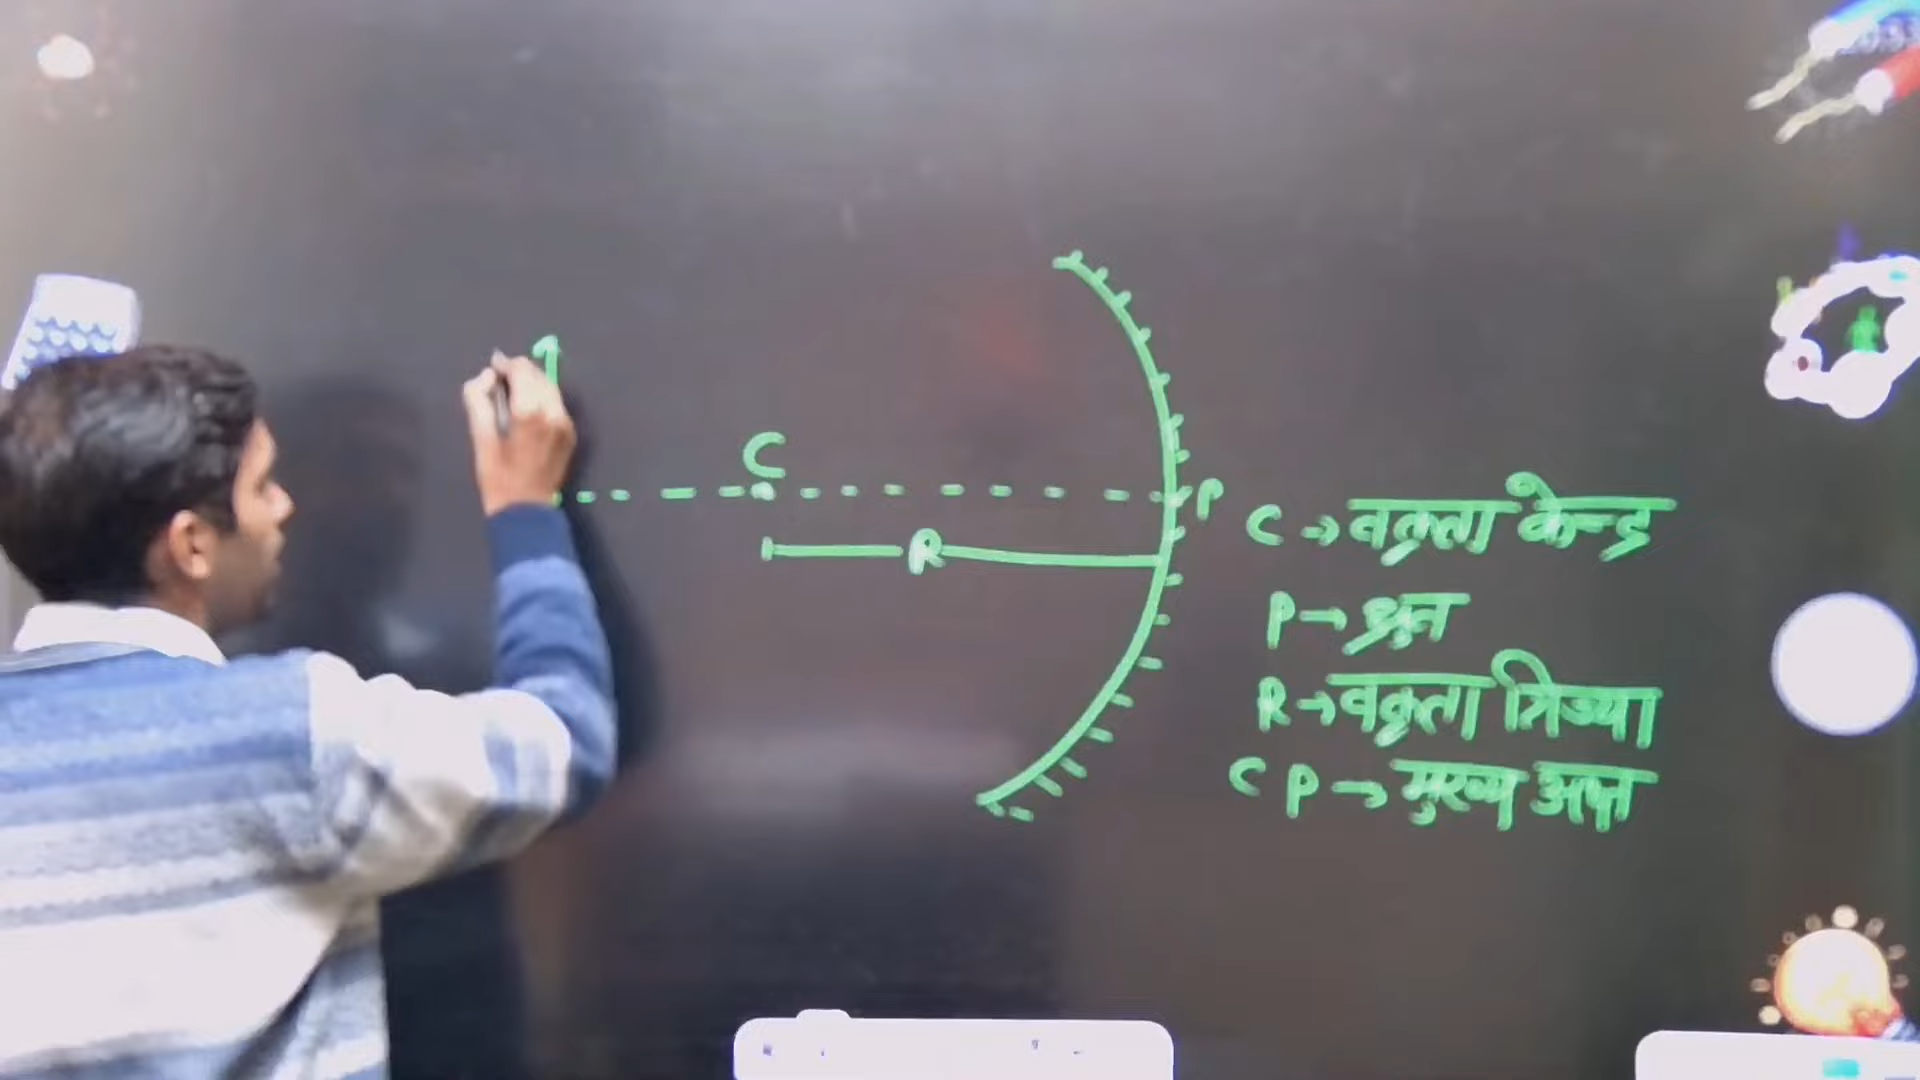 C
P
R
C → वक्रता केन्द्र
P → ध्रुव
R → वक्रता त्रिज्या
C P → मुख्य अक्ष